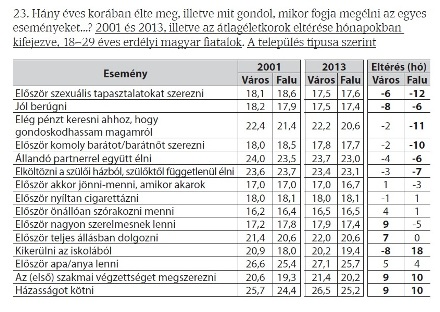 23. Hány éves korában élte meg, illetve mit gondol, mikor fogja megélni az egyes
eseményeket...? 2001 és 2013, illetve az átlagéletkorok eltérése hónapokban
kifejezve, 18–29 éves erdélyi magyar fiatalok. A település típusa szerint
Esemény 2001 2013 Eltérés (hó)
Város Falu Város Falu Város Falu
Először szexuális tapasztalatokat szerezni 18,1 18,6 17,5 17,6 -6 -12
Jól berúgni 18,2 17,9 17,5 17,4 -8 -6
Elég pénzt keresni ahhoz, hogy
gondoskodhassam magamról 22,4 21,4 22,2 20,6 -2 -11
Először komoly barátot/barátnőt szerezni 18,0 18,5 17,8 17,7 -2 -10
Állandó partnerrel együtt élni 24,0 23,5 23,7 23,0 -4 -6
Elköltözni a szülői házból, szülőktől függetlenül élni 23,6 23,7 23,4 23,1 -3 -7
Először akkor jönni-menni, amikor akarok 17,0 17,0 17,0 16,7 1 -3
Először nyíltan cigarettázni 18,0 18,1 18,0 18,1 -1 1
Először önállóan szórakozni menni 16,2 16,4 16,5 16,5 4 1
Először nagyon szerelmesnek lenni 17,2 17,8 17,9 17,4 9 -5
Először teljes állásban dolgozni 21,4 20,6 22,0 20,6 7 0
Kikerülni az iskolából 20,9 18,0 20,2 19,4 -8 18
Először apa/anya lenni 26,6 25,4 27,1 25,7 5 4
Az (első) szakmai végzettséget megszerezni 20,6 19,3 21,4 20,2 9 10
Házasságot kötni 25,7 24,4 26,5 25,2 9 10